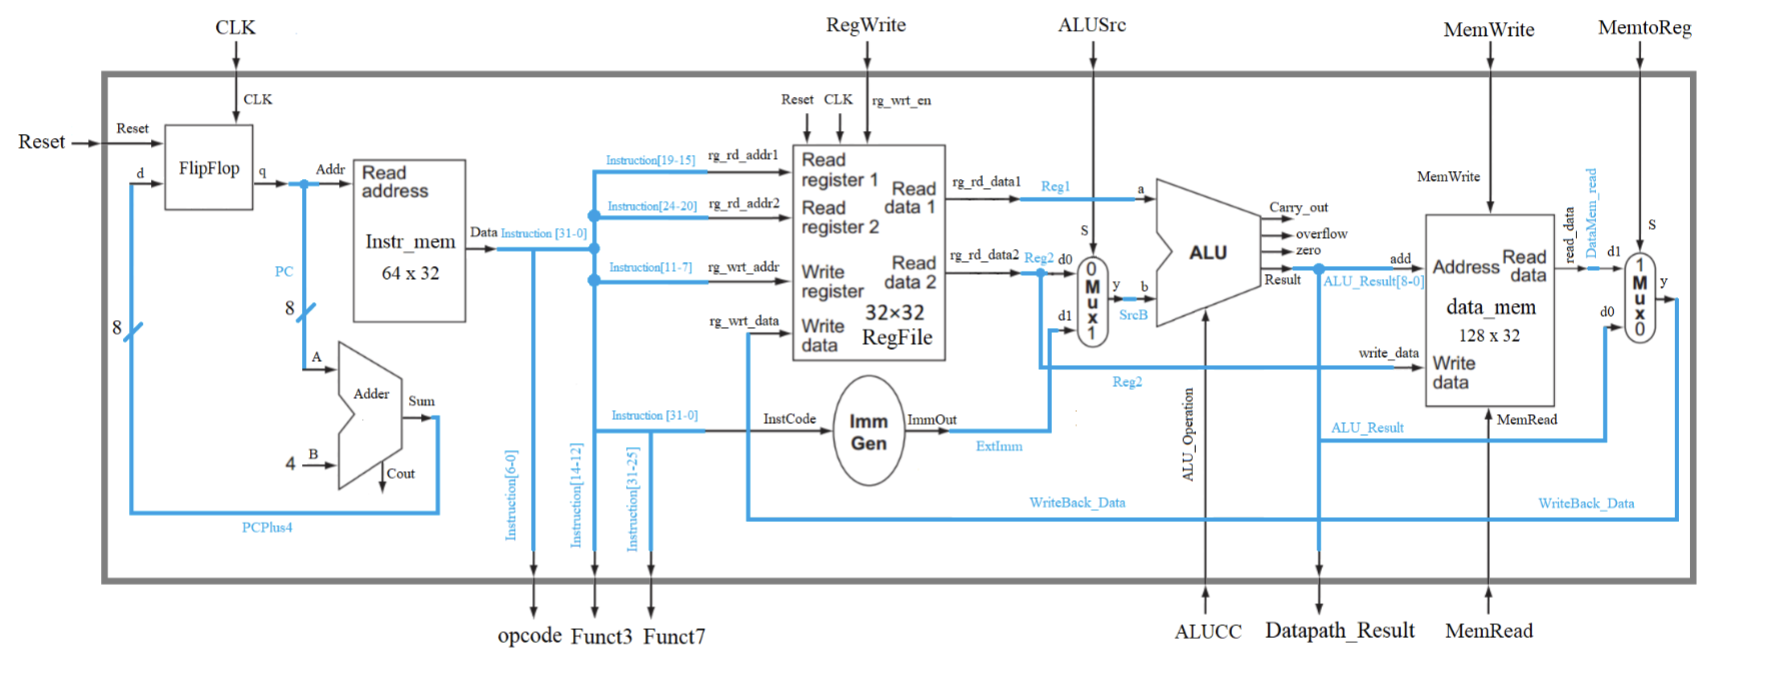 CLK
RegWrite
ALUSrc
MemWrite
MemtoReg
CLK
Reset
CLK
rg_wrt_en
Reset
Reset
d
FlipFlop
q
Addr
Read
address
Instr_mem
64 x 32
Data
Instruction [31-0]
PC
8
8
A
Adder
Sum
4
B
Cout
PCPlus4
Instruction[19-15]
rg_rd_addr1
Instruction[24-20]
rg_rd_addr2
Instruction[11-7]
rg_wrt_addr
rg_wrt_data
Read
register 1
Read
data 1
Read
register 2
Write
register
Read
data 2
32×32
RegFile
Write
data
rg_rd_data1
Reg1
rg_rd_data2
Reg2
d0
S
0
M
u
x
1
d1
y
SrcB
a
b
ALU
Carry_out
overflow
zero
Result
ALU_Result[8-0]
add
MemWrite
Address
Read
data
data_mem
128 x 32
write_data
Write
data
MemRead
read_data
DataMem_read
d1
S
1
M
u
x
0
d0
y
Reg2
Instruction [31-0]
InstCode
Imm
Gen
ImmOut
ExtImm
ALU_Operation
ALU_Result
WriteBack_Data
WriteBack_Data
Instruction[6-0]
Instruction[14-12]
Instruction[31-25]
opcode
Funct3
Funct7
ALUCC
Datapath_Result
MemRead